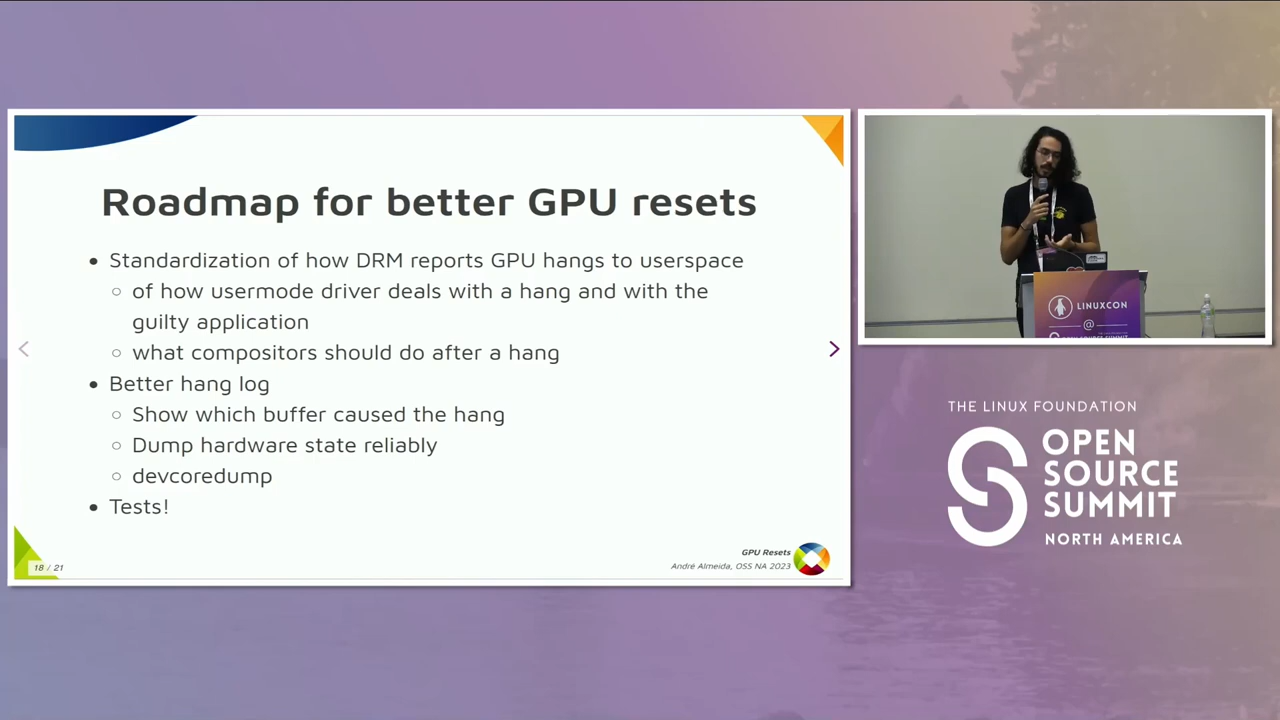 Roadmap for better GPU resets
• Standardization of how DRM reports GPU hangs to userspace
○ of how usermode driver deals with a hang and with the
guilty application
○ what compositors should do after a hang
• Better hang log
○ Show which buffer caused the hang
○ Dump hardware state reliably
○ devcoredump
• Tests!
18 / 21
GPU Resets
André Almeida, OSS NA 2023
LINUXCON
@
THE LINUX FOUNDATION
OPEN
SOURCE
SUMMIT
NORTH AMERICA